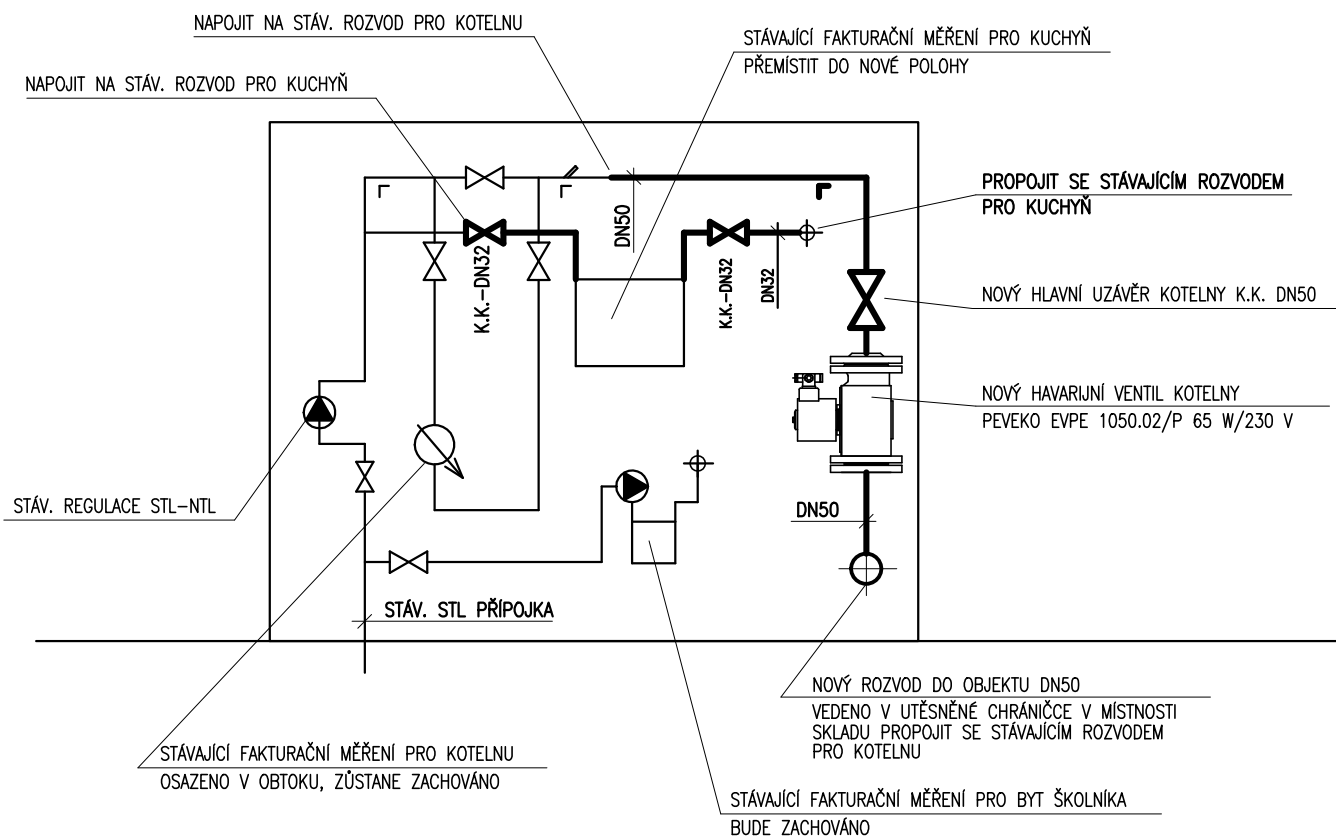 NAPOJIT NA STÁV. ROZVOD PRO KOTELNU
STÁVAJÍCÍ FAKTURAČNÍ MĚŘENÍ PRO KUCHYŇ
PŘEMÍSTIT DO NOVÉ POLOHY
NAPOJIT NA STÁV. ROZVOD PRO KUCHYŇ
PROPOJIT SE STÁVAJÍCÍM ROZVODEM
PRO KUCHYŇ
DN50
K.K.-DN32
K.K.-DN32
DN32
NOVÝ HLAVNÍ UZÁVĚR KOTELNY K.K. DN50
NOVÝ HAVARIJNÍ VENTIL KOTELNY
PEVEKO EVPE 1050.02/P 65 W/230 V
STÁV. REGULACE STL-NTL
DN50
STÁV. STL PŘÍPOJKA
NOVÝ ROZVOD DO OBJEKTU DN50
VEDENO V UTĚSNĚNÉ CHRÁNIČCE V MÍSTNOSTI
SKLADU PROPOJIT SE STÁVAJÍCÍM ROZVODEM
PRO KOTELNU
STÁVAJÍCÍ FAKTURAČNÍ MĚŘENÍ PRO KOTELNU
OSAZENO V OBTOKU, ZŮSTANE ZACHOVÁNO
STÁVAJÍCÍ FAKTURAČNÍ MĚŘENÍ PRO BYT ŠKOLNÍKA
BUDE ZACHOVÁNO